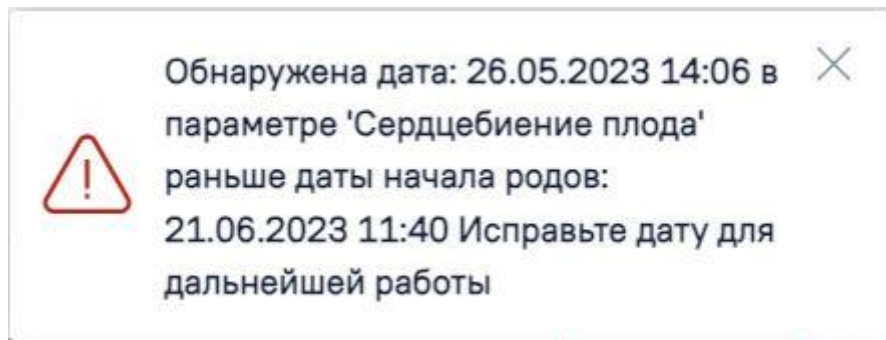 Обнаружена дата: 26.05.2023 14:06 в
параметре 'Сердцебиение плода'
раньше даты начала родов:
21.06.2023 11:40 Исправьте дату для
дальнейшей работы